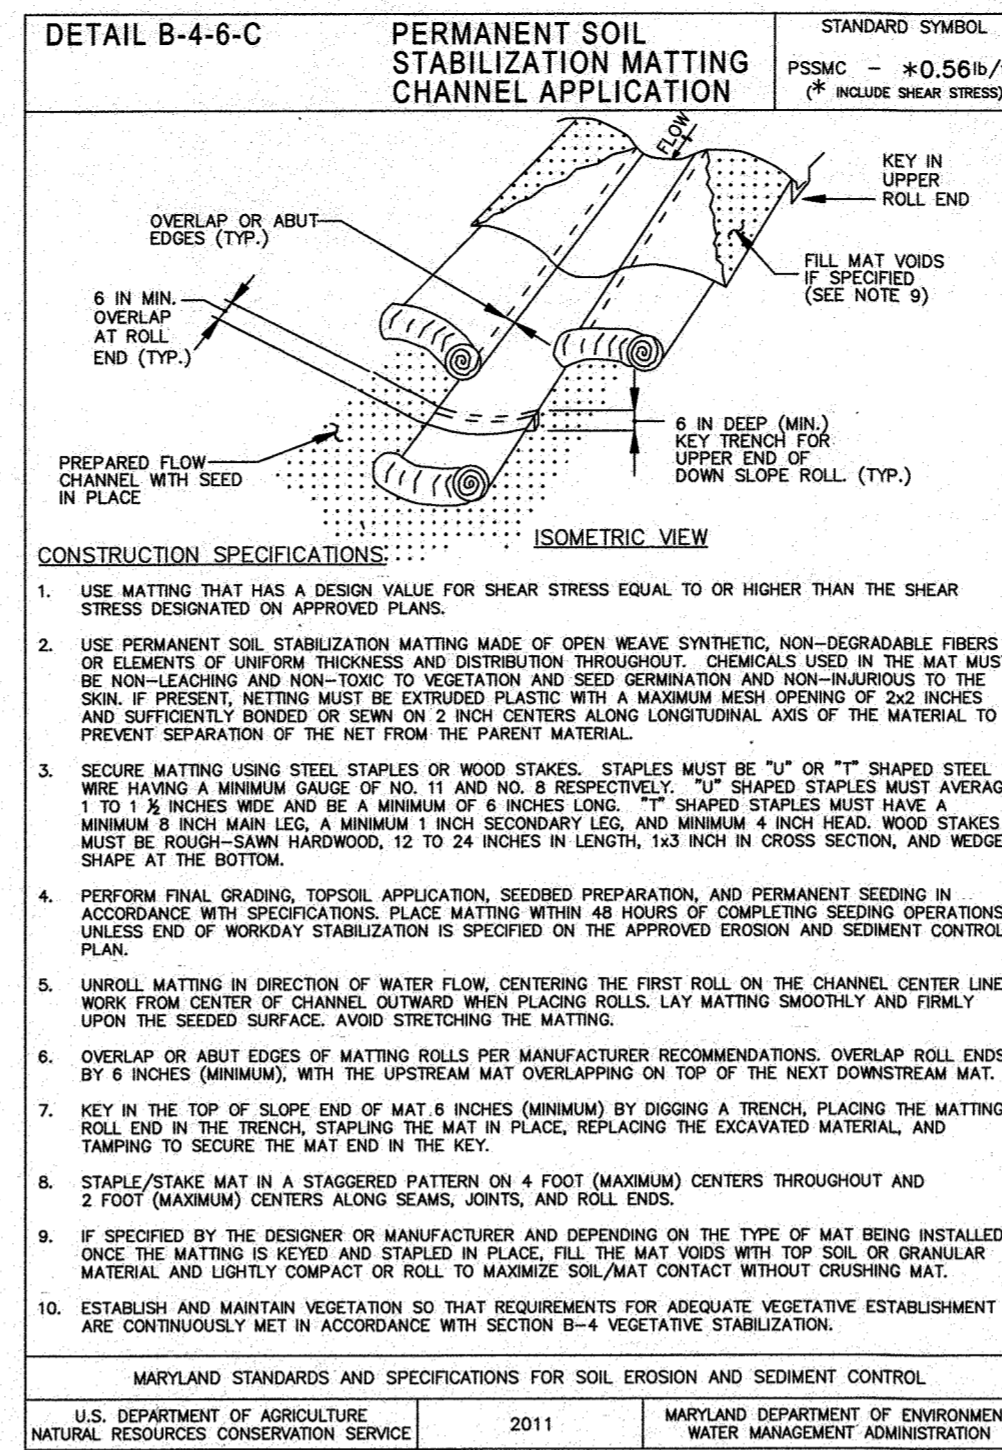 DETAIL B-4-6-C
PERMANENT SOIL
STABILIZATION MATTING
CHANNEL APPLICATION
STANDARD SYMBOL
PSSMC - *0.56lb/
(* INCLUDE SHEAR STRESS)
FLOW
KEY IN
UPPER
ROLL END
OVERLAP OR ABUT
EDGES (TYP.)
FILL MAT VOIDS
IF SPECIFIED
(SEE NOTE 9)
6 IN MIN.
OVERLAP
AT ROLL
END (TYP.)
6 IN DEEP (MIN.)
KEY TRENCH FOR
UPPER END OF
DOWN SLOPE ROLL. (TYP.)
PREPARED FLOW
CHANNEL WITH SEED
IN PLACE
ISOMETRIC VIEW
CONSTRUCTION SPECIFICATIONS:
1. USE MATTING THAT HAS A DESIGN VALUE FOR SHEAR STRESS EQUAL TO OR HIGHER THAN THE SHEAR
STRESS DESIGNATED ON APPROVED PLANS.
2. USE PERMANENT SOIL STABILIZATION MATTING MADE OF OPEN WEAVE SYNTHETIC, NON-DEGRADABLE FIBERS
OR ELEMENTS OF UNIFORM THICKNESS AND DISTRIBUTION THROUGHOUT. CHEMICALS USED IN THE MAT MUST
BE NON-LEACHING AND NON-TOXIC TO VEGETATION AND SEED GERMINATION AND NON-INJURIOUS TO THE
SKIN. IF PRESENT, NETTING MUST BE EXTRUDED PLASTIC WITH A MAXIMUM MESH OPENING OF 2x2 INCHES
AND SUFFICIENTLY BONDED OR SEWN ON 2 INCH CENTERS ALONG LONGITUDINAL AXIS OF THE MATERIAL TO
PREVENT SEPARATION OF THE NET FROM THE PARENT MATERIAL.
3. SECURE MATTING USING STEEL STAPLES OR WOOD STAKES. STAPLES MUST BE "U" OR "T" SHAPED STEEL
WIRE HAVING A MINIMUM GAUGE OF NO. 11 AND NO. 8 RESPECTIVELY. "U" SHAPED STAPLES MUST AVERAG
1 TO 1 ½ INCHES WIDE AND BE A MINIMUM OF 6 INCHES LONG. "T" SHAPED STAPLES MUST HAVE A
MINIMUM 8 INCH MAIN LEG, A MINIMUM 1 INCH SECONDARY LEG, AND MINIMUM 4 INCH HEAD. WOOD STAKES
MUST BE ROUGH-SAWN HARDWOOD, 12 TO 24 INCHES IN LENGTH, 1x3 INCH IN CROSS SECTION, AND WEDGE
SHAPE AT THE BOTTOM.
4. PERFORM FINAL GRADING, TOPSOIL APPLICATION, SEEDBED PREPARATION, AND PERMANENT SEEDING IN
ACCORDANCE WITH SPECIFICATIONS. PLACE MATTING WITHIN 48 HOURS OF COMPLETING SEEDING OPERATIONS
UNLESS END OF WORKDAY STABILIZATION IS SPECIFIED ON THE APPROVED EROSION AND SEDIMENT CONTROL
PLAN.
5. UNROLL MATTING IN DIRECTION OF WATER FLOW, CENTERING THE FIRST ROLL ON THE CHANNEL CENTER LINE
WORK FROM CENTER OF CHANNEL OUTWARD WHEN PLACING ROLLS. LAY MATTING SMOOTHLY AND FIRMLY
UPON THE SEEDED SURFACE. AVOID STRETCHING THE MATTING.
6. OVERLAP OR ABUT EDGES OF MATTING ROLLS PER MANUFACTURER RECOMMENDATIONS. OVERLAP ROLL ENDS
BY 6 INCHES (MINIMUM), WITH THE UPSTREAM MAT OVERLAPPING ON TOP OF THE NEXT DOWNSTREAM MAT.
7. KEY IN THE TOP OF SLOPE END OF MAT 6 INCHES (MINIMUM) BY DIGGING A TRENCH, PLACING THE MATTING
ROLL END IN THE TRENCH, STAPLING THE MAT IN PLACE, REPLACING THE EXCAVATED MATERIAL, AND
TAMPING TO SECURE THE MAT END IN THE KEY.
8. STAPLE/STAKE MAT IN A STAGGERED PATTERN ON 4 FOOT (MAXIMUM) CENTERS THROUGHOUT AND
2 FOOT (MAXIMUM) CENTERS ALONG SEAMS, JOINTS, AND ROLL ENDS.
9. IF SPECIFIED BY THE DESIGNER OR MANUFACTURER AND DEPENDING ON THE TYPE OF MAT BEING INSTALLED
ONCE THE MATTING IS KEYED AND STAPLED IN PLACE, FILL THE MAT VOIDS WITH TOP SOIL OR GRANULAR
MATERIAL AND LIGHTLY COMPACT OR ROLL TO MAXIMIZE SOIL/MAT CONTACT WITHOUT CRUSHING MAT.
10. ESTABLISH AND MAINTAIN VEGETATION SO THAT REQUIREMENTS FOR ADEQUATE VEGETATIVE ESTABLISHMENT
ARE CONTINUOUSLY MET IN ACCORDANCE WITH SECTION B-4 VEGETATIVE STABILIZATION.
MARYLAND STANDARDS AND SPECIFICATIONS FOR SOIL EROSION AND SEDIMENT CONTROL
U.S. DEPARTMENT OF AGRICULTURE
NATURAL RESOURCES CONSERVATION SERVICE
2011
MARYLAND DEPARTMENT OF ENVIRONMEN
WATER MANAGEMENT ADMINISTRATION